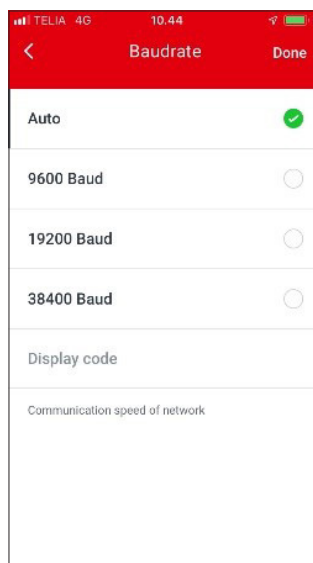 TELIA 4G 10.44
Baudrate Done
Auto
9600 Baud
19200 Baud
38400 Baud
Display code
Communication speed of network